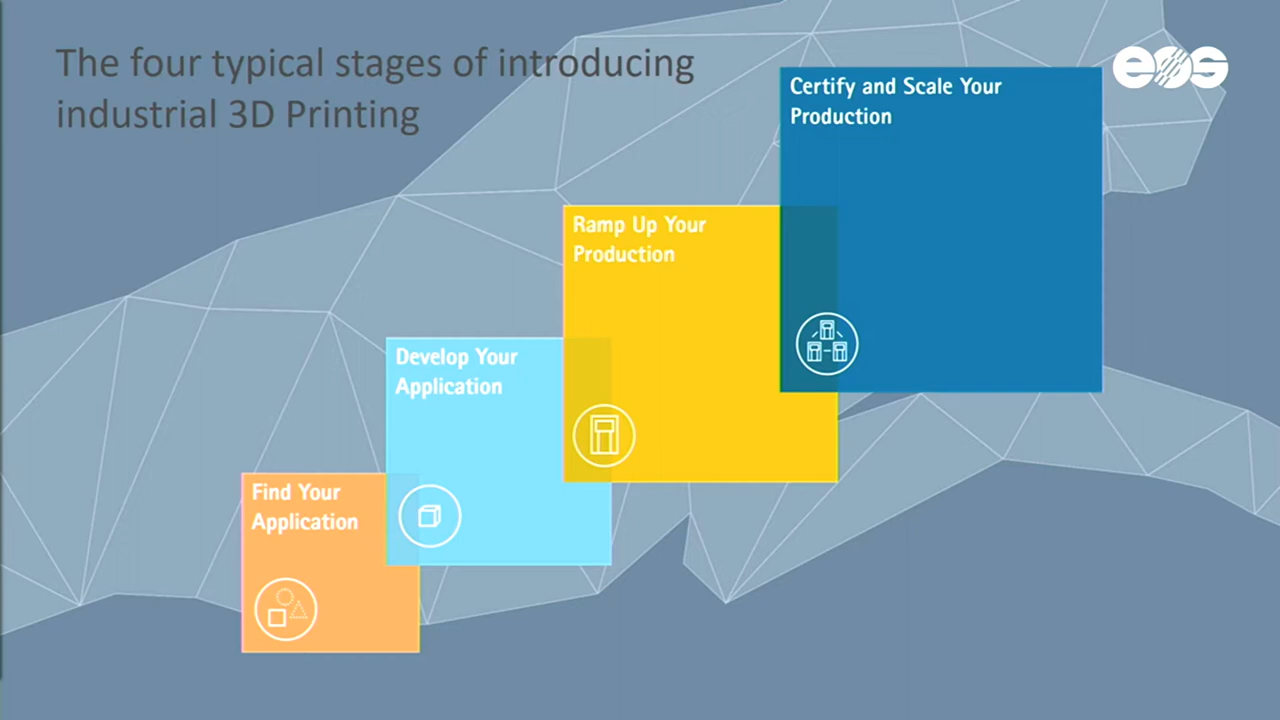 The four typical stages of introducing
industrial 3D Printing
eos
Certify and Scale Your
Production
Ramp Up Your
Production
Develop Your
Application
Find Your
Application